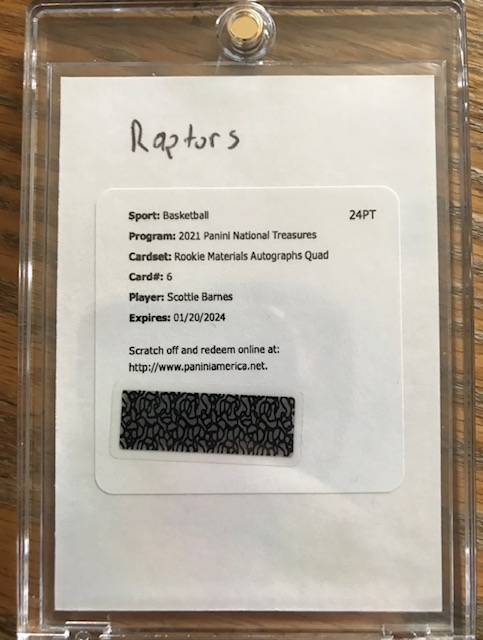 Raptors
Sport: Basketball 24PT
Program: 2021 Panini National Treasures
Cardset: Rookie Materials Autographs Quad
Card#: 6
Player: Scottie Barnes
Expires: 01/20/2024
Scratch off and redeem online at:
http://www.paniniamerica.net.